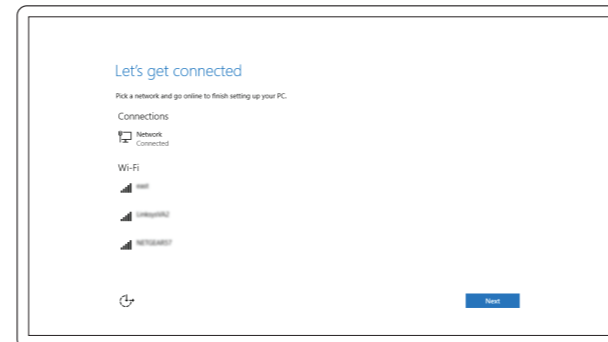 Let's get connected
Pick a network and go online to finish setting up your PC.
Connections
Network
Connected
Wi-Fi
NETGEAR57
Next